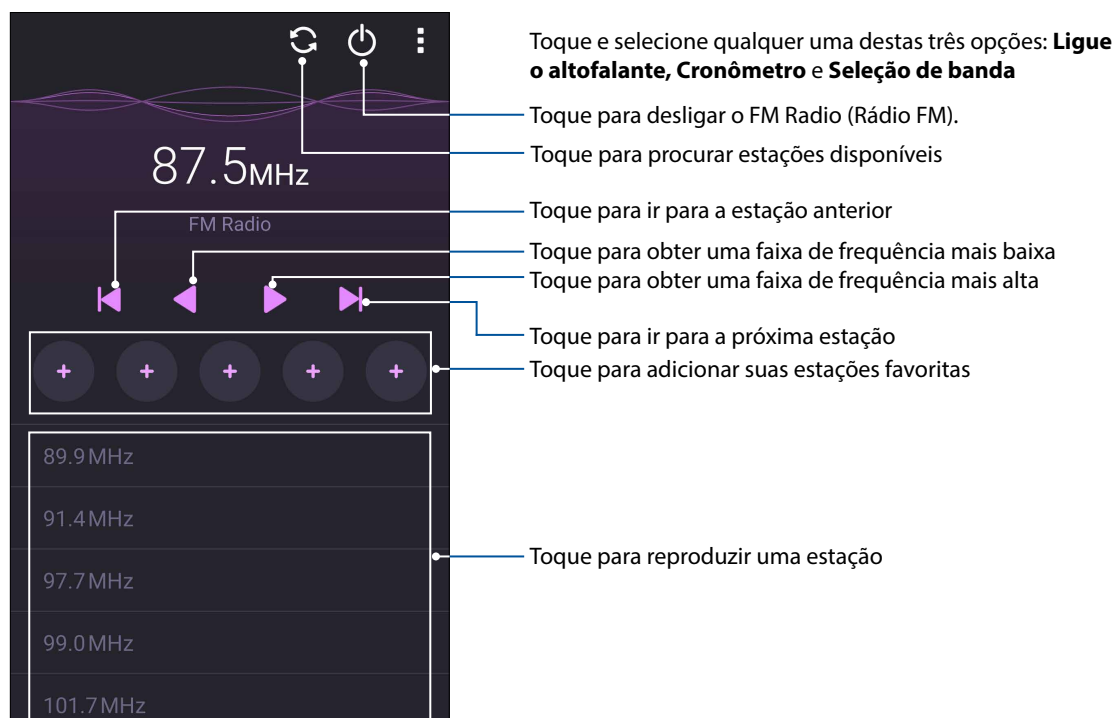 Toque e selecione qualquer uma destas três opções: Ligue
o altofalante, Cronômetro e Seleção de banda
Toque para desligar o FM Radio (Rádio FM).
Toque para procurar estações disponíveis
87.5MHz
FM Radio
Toque para ir para a estação anterior
Toque para obter uma faixa de frequência mais baixa
Toque para obter uma faixa de frequência mais alta
Toque para ir para a próxima estação
+ + + + +
Toque para adicionar suas estações favoritas
89.9MHz
91.4MHz
97.7MHz
Toque para reproduzir uma estação
99.0MHz
101.7MHz